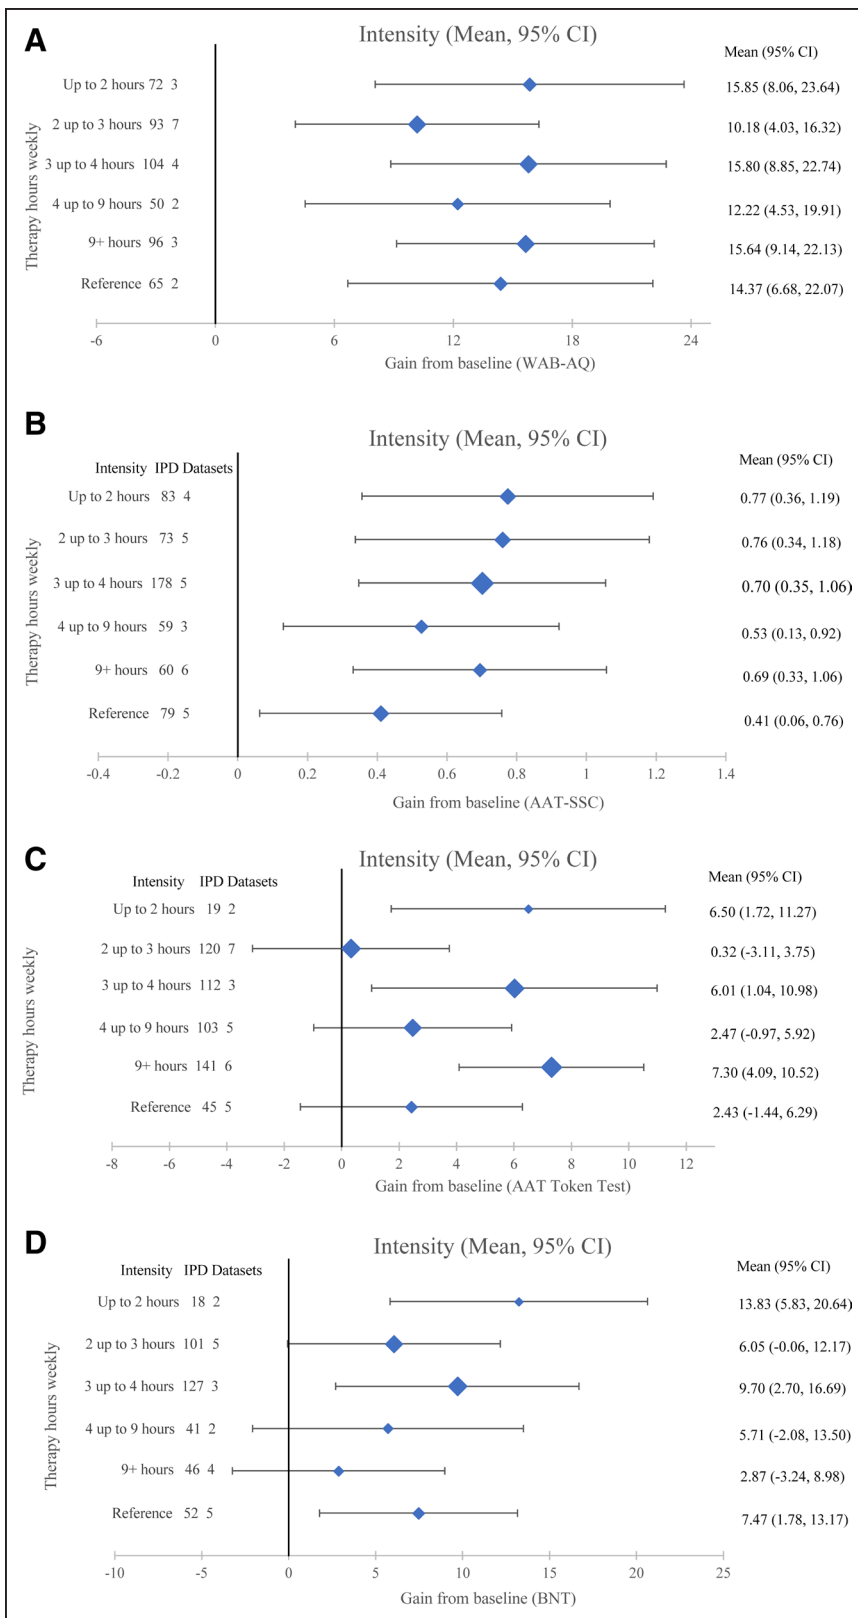 A
Intensity (Mean, 95% CI)
Mean (95% CI)
Therapy hours weekly
Up to 2 hours 72 3 15.85 (8.06, 23.64)
2 up to 3 hours 93 7 10.18 (4.03, 16.32)
3 up to 4 hours 104 4 15.80 (8.85, 22.74)
4 up to 9 hours 50 2 12.22 (4.53, 19.91)
9+ hours 96 3 15.64 (9.14, 22.13)
Reference 65 2 14.37 (6.68, 22.07)
-6 0 6 12 18 24
Gain from baseline (WAB-AQ)
B
Intensity (Mean, 95% CI)
Intensity IPD Datasets Mean (95% CI)
Therapy hours weekly
Up to 2 hours 83 4 0.77 (0.36, 1.19)
2 up to 3 hours 73 5 0.76 (0.34, 1.18)
3 up to 4 hours 178 5 0.70 (0.35, 1.06)
4 up to 9 hours 59 3 0.53 (0.13, 0.92)
9+ hours 60 6 0.69 (0.33, 1.06)
Reference 79 5 0.41 (0.06, 0.76)
-0.4 -0.2 0 0.2 0.4 0.6 0.8 1 1.2 1.4
Gain from baseline (AAT-SSC)
C
Intensity (Mean, 95% CI)
Intensity IPD Datasets Mean (95% CI)
Therapy hours weekly
Up to 2 hours 19 2 6.50 (1.72, 11.27)
2 up to 3 hours 120 7 0.32 (-3.11, 3.75)
3 up to 4 hours 112 3 6.01 (1.04, 10.98)
4 up to 9 hours 103 5 2.47 (-0.97, 5.92)
9+ hours 141 6 7.30 (4.09, 10.52)
Reference 45 5 2.43 (-1.44, 6.29)
-8 -6 -4 -2 0 2 4 6 8 10 12
Gain from baseline (AAT Token Test)
D
Intensity (Mean, 95% CI)
Intensity IPD Datasets Mean (95% CI)
Therapy hours weekly
Up to 2 hours 18 2 13.83 (5.83, 20.64)
2 up to 3 hours 101 5 6.05 (-0.06, 12.17)
3 up to 4 hours 127 3 9.70 (2.70, 16.69)
4 up to 9 hours 41 2 5.71 (-2.08, 13.50)
9+ hours 46 4 2.87 (-3.24, 8.98)
Reference 52 5 7.47 (1.78, 13.17)
-10 -5 0 5 10 15 20 25
Gain from baseline (BNT)